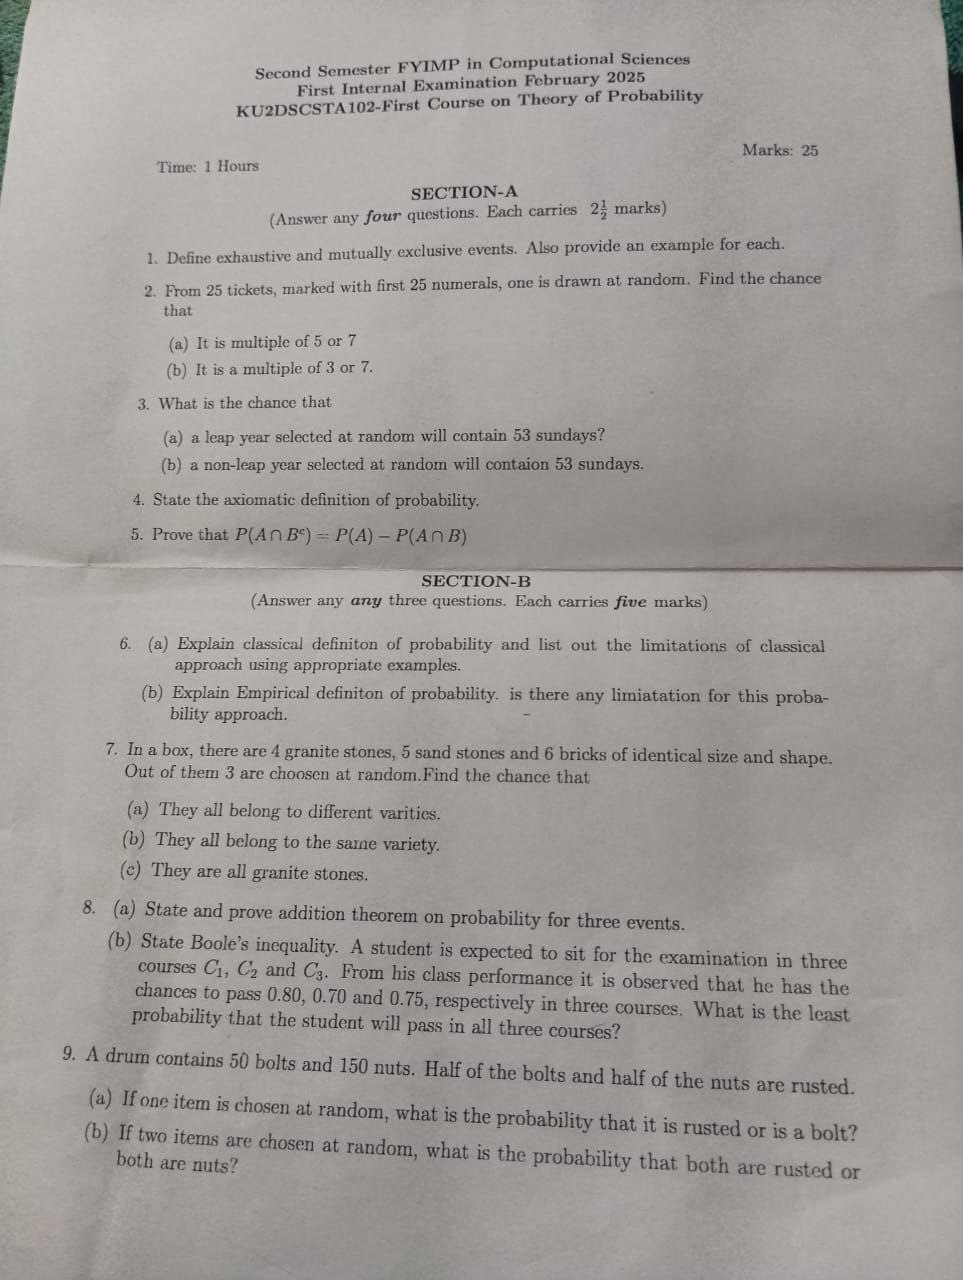 Second Semester FYIMP in Computational Sciences
First Internal Examination February 2025
KU2DSCSTA102-First Course on Theory of Probability
Marks: 25
Time: 1 Hours
SECTION-A
(Answer any four questions. Each carries 2½ marks)
1. Define exhaustive and mutually exclusive events. Also provide an example for each.
2. From 25 tickets, marked with first 25 numerals, one is drawn at random. Find the chance
that
(a) It is multiple of 5 or 7
(b) It is a multiple of 3 or 7.
3. What is the chance that
(a) a leap year selected at random will contain 53 sundays?
(b) a non-leap year selected at random will contaion 53 sundays.
4. State the axiomatic definition of probability.
5. Prove that P(A ∩ Bᶜ) = P(A) − P(A ∩ B)
SECTION-B
(Answer any any three questions. Each carries five marks)
6. (a) Explain classical definiton of probability and list out the limitations of classical
approach using appropriate examples.
(b) Explain Empirical definiton of probability. is there any limiatation for this proba-
bility approach.
7. In a box, there are 4 granite stones, 5 sand stones and 6 bricks of identical size and shape.
Out of them 3 are choosen at random.Find the chance that
(a) They all belong to different varities.
(b) They all belong to the same variety.
(c) They are all granite stones.
8. (a) State and prove addition theorem on probability for three events.
(b) State Boole's inequality. A student is expected to sit for the examination in three
courses C₁, C₂ and C₃. From his class performance it is observed that he has the
chances to pass 0.80, 0.70 and 0.75, respectively in three courses. What is the least
probability that the student will pass in all three courses?
9. A drum contains 50 bolts and 150 nuts. Half of the bolts and half of the nuts are rusted.
(a) If one item is chosen at random, what is the probability that it is rusted or is a bolt?
(b) If two items are chosen at random, what is the probability that both are rusted or
both are nuts?